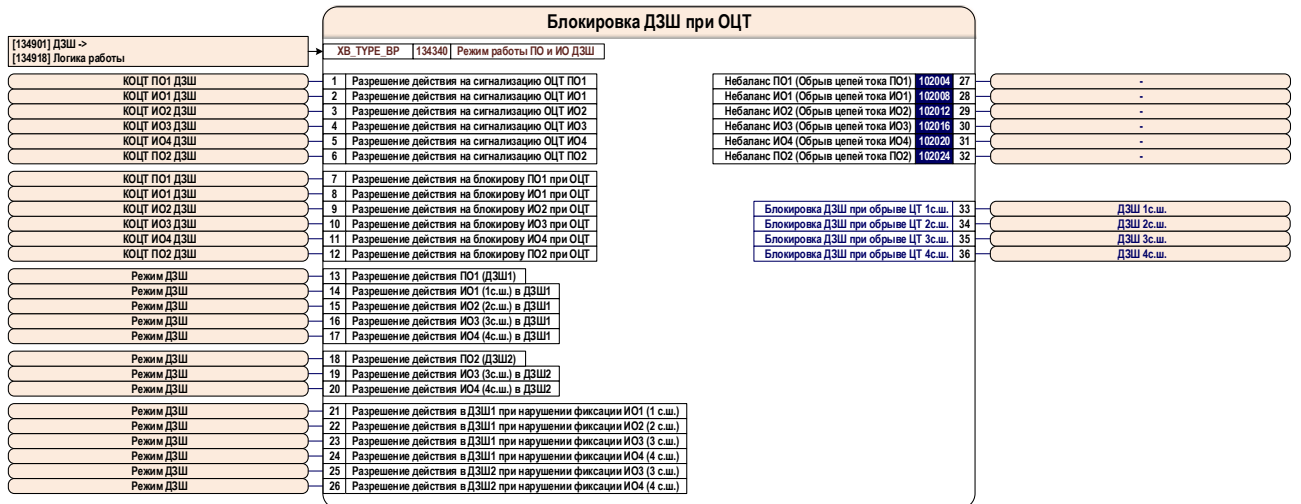 Блокировка ДЗШ при ОЦТ
[134901] ДЗШ ->
[134918] Логика работы
XB_TYPE_BP 134340 Режим работы ПО и ИО ДЗШ
КОЦТ ПО1 ДЗШ 1 Разрешение действия на сигнализацию ОЦТ ПО1 Небаланс ПО1 (Обрыв цепей тока ПО1) 102004 27 -
КОЦТ ИО1 ДЗШ 2 Разрешение действия на сигнализацию ОЦТ ИО1 Небаланс ИО1 (Обрыв цепей тока ИО1) 102008 28 -
КОЦТ ИО2 ДЗШ 3 Разрешение действия на сигнализацию ОЦТ ИО2 Небаланс ИО2 (Обрыв цепей тока ИО2) 102012 29 -
КОЦТ ИО3 ДЗШ 4 Разрешение действия на сигнализацию ОЦТ ИО3 Небаланс ИО3 (Обрыв цепей тока ИО3) 102016 30 -
КОЦТ ИО4 ДЗШ 5 Разрешение действия на сигнализацию ОЦТ ИО4 Небаланс ИО4 (Обрыв цепей тока ИО4) 102020 31 -
КОЦТ ПО2 ДЗШ 6 Разрешение действия на сигнализацию ОЦТ ПО2 Небаланс ПО2 (Обрыв цепей тока ПО2) 102024 32 -
КОЦТ ПО1 ДЗШ 7 Разрешение действия на блокирову ПО1 при ОЦТ
КОЦТ ИО1 ДЗШ 8 Разрешение действия на блокирову ИО1 при ОЦТ
КОЦТ ИО2 ДЗШ 9 Разрешение действия на блокирову ИО2 при ОЦТ Блокировка ДЗШ при обрыве ЦТ 1с.ш. 33 ДЗШ 1с.ш.
КОЦТ ИО3 ДЗШ 10 Разрешение действия на блокирову ИО3 при ОЦТ Блокировка ДЗШ при обрыве ЦТ 2с.ш. 34 ДЗШ 2с.ш.
КОЦТ ИО4 ДЗШ 11 Разрешение действия на блокирову ИО4 при ОЦТ Блокировка ДЗШ при обрыве ЦТ 3с.ш. 35 ДЗШ 3с.ш.
КОЦТ ПО2 ДЗШ 12 Разрешение действия на блокирову ПО2 при ОЦТ Блокировка ДЗШ при обрыве ЦТ 4с.ш. 36 ДЗШ 4с.ш.
Режим ДЗШ 13 Разрешение действия ПО1 (ДЗШ1)
Режим ДЗШ 14 Разрешение действия ИО1 (1с.ш.) в ДЗШ1
Режим ДЗШ 15 Разрешение действия ИО2 (2с.ш.) в ДЗШ1
Режим ДЗШ 16 Разрешение действия ИО3 (3с.ш.) в ДЗШ1
Режим ДЗШ 17 Разрешение действия ИО4 (4с.ш.) в ДЗШ1
Режим ДЗШ 18 Разрешение действия ПО2 (ДЗШ2)
Режим ДЗШ 19 Разрешение действия ИО3 (3с.ш.) в ДЗШ2
Режим ДЗШ 20 Разрешение действия ИО4 (4с.ш.) в ДЗШ2
Режим ДЗШ 21 Разрешение действия в ДЗШ1 при нарушении фиксации ИО1 (1 с.ш.)
Режим ДЗШ 22 Разрешение действия в ДЗШ1 при нарушении фиксации ИО2 (2 с.ш.)
Режим ДЗШ 23 Разрешение действия в ДЗШ1 при нарушении фиксации ИО3 (3 с.ш.)
Режим ДЗШ 24 Разрешение действия в ДЗШ1 при нарушении фиксации ИО4 (4 с.ш.)
Режим ДЗШ 25 Разрешение действия в ДЗШ2 при нарушении фиксации ИО3 (3 с.ш.)
Режим ДЗШ 26 Разрешение действия в ДЗШ2 при нарушении фиксации ИО4 (4 с.ш.)